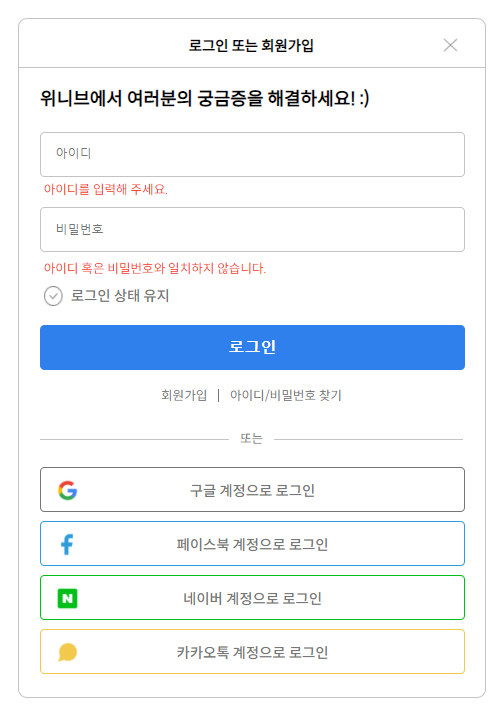 로그인 또는 회원가입
위니브에서 여러분의 궁금증을 해결하세요! :)
아이디
아이디를 입력해 주세요.
비밀번호
아이디 혹은 비밀번호와 일치하지 않습니다.
로그인 상태 유지
로그인
회원가입 | 아이디/비밀번호 찾기
또는
구글 계정으로 로그인
페이스북 계정으로 로그인
네이버 계정으로 로그인
카카오톡 계정으로 로그인